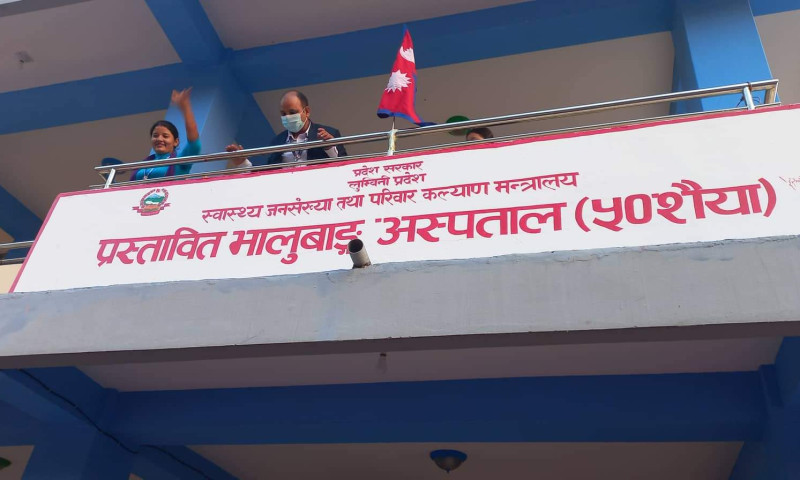 प्रदेश सरकार
लुम्विनी प्रदेश
स्वास्थ्य जनसंख्या तथा परिवार कल्याण मन्त्रालय
प्रस्तावित भालुबाङ्ग अस्पताल (५०शैया)